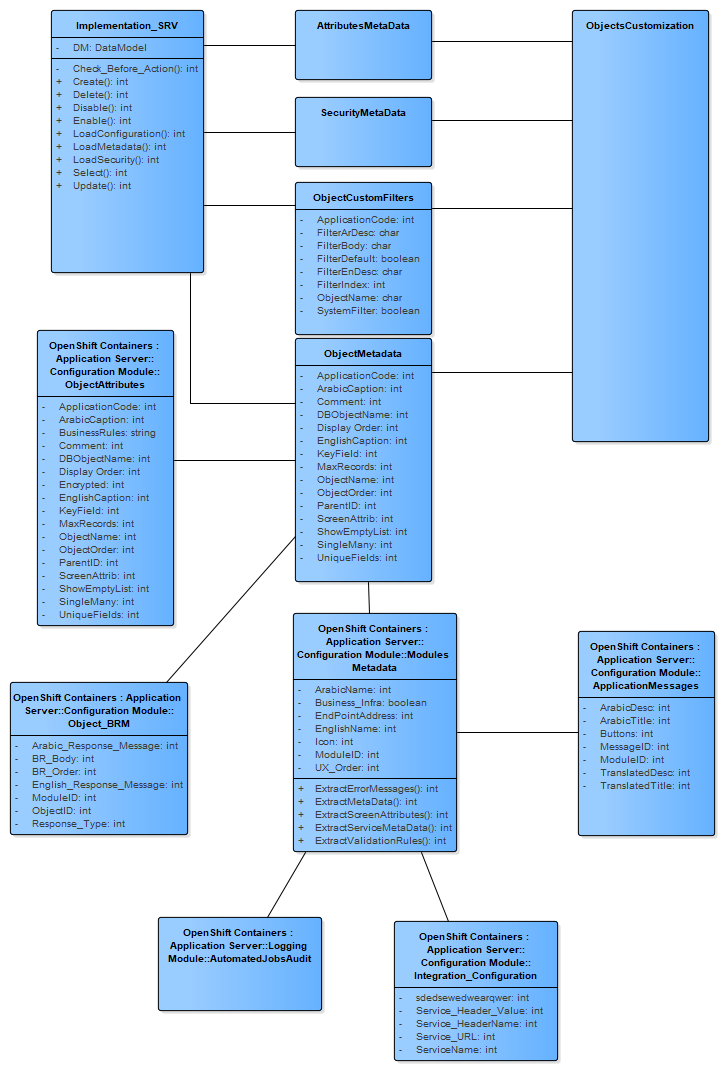 Implementation_SRV
- DM: DataModel
- Check_Before_Action(): int
+ Create(): int
+ Delete(): int
+ Disable(): int
+ Enable(): int
+ LoadConfiguration(): int
+ LoadMetadata(): int
+ LoadSecurity(): int
+ Select(): int
+ Update(): int
AttributesMetaData
ObjectsCustomization
SecurityMetaData
ObjectCustomFilters
- ApplicationCode: int
- FilterArDesc: char
- FilterBody: char
- FilterDefault: boolean
- FilterEnDesc: char
- FilterIndex: int
- ObjectName: char
- SystemFilter: boolean
OpenShift Containers :
Application Server::
Configuration Module::
ObjectAttributes
- ApplicationCode: int
- ArabicCaption: int
- BusinessRules: string
- Comment: int
- DBObjectName: int
- Display Order: int
- Encrypted: int
- EnglishCaption: int
- KeyField: int
- MaxRecords: int
- ObjectName: int
- ObjectOrder: int
- ParentID: int
- ScreenAttrib: int
- ShowEmptyList: int
- SingleMany: int
- UniqueFields: int
ObjectMetadata
- ApplicationCode: int
- ArabicCaption: int
- Comment: int
- DBObjectName: int
- Display Order: int
- EnglishCaption: int
- KeyField: int
- MaxRecords: int
- ObjectName: int
- ObjectOrder: int
- ParentID: int
- ScreenAttrib: int
- ShowEmptyList: int
- SingleMany: int
- UniqueFields: int
OpenShift Containers : Application
Server::Configuration Module::
Object_BRM
- Arabic_Response_Message: int
- BR_Body: int
- BR_Order: int
- English_Response_Message: int
- ModuleID: int
- ObjectID: int
- Response_Type: int
OpenShift Containers :
Application Server::
Configuration Module::Modules
Metadata
- ArabicName: int
- Business_Infra: boolean
- EndPointAddress: int
- EnglishName: int
- Icon: int
- ModuleID: int
- UX_Order: int
+ ExtractErrorMessages(): int
+ ExtractMetaData(): int
+ ExtractScreenAttributes(): int
+ ExtractServiceMetaData(): int
+ ExtractValidationRules(): int
OpenShift Containers :
Application Server::
Configuration Module::
ApplicationMessages
- ArabicDesc: int
- ArabicTitle: int
- Buttons: int
- MessageID: int
- ModuleID: int
- TranslatedDesc: int
- TranslatedTitle: int
OpenShift Containers :
Application Server::Logging
Module::AutomatedJobsAudit
OpenShift Containers :
Application Server::
Configuration Module::
Integration_Configuration
- sdedsewedwearqwer: int
- Service_Header_Value: int
- Service_HeaderName: int
- Service_URL: int
- ServiceName: int